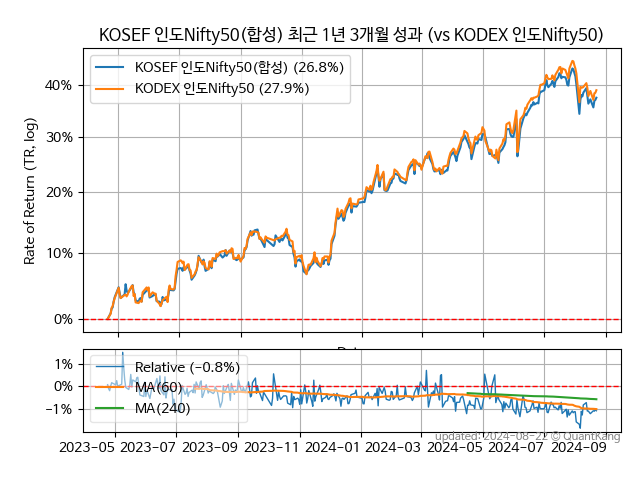 KOSEF 인도Nifty50(합성) 최근 1년 3개월 성과 (vs KODEX 인도Nifty50)
KOSEF 인도Nifty50(합성) (26.8%)
KODEX 인도Nifty50 (27.9%)
Rate of Return (TR, log)
40%
30%
20%
10%
0%
Relative (−0.8%)
MA(60)
MA(240)
1%
0%
−1%
updated: 2024-08-22 © QuantKang
2023-05 2023-07 2023-09 2023-11 2024-01 2024-03 2024-05 2024-07 2024-09